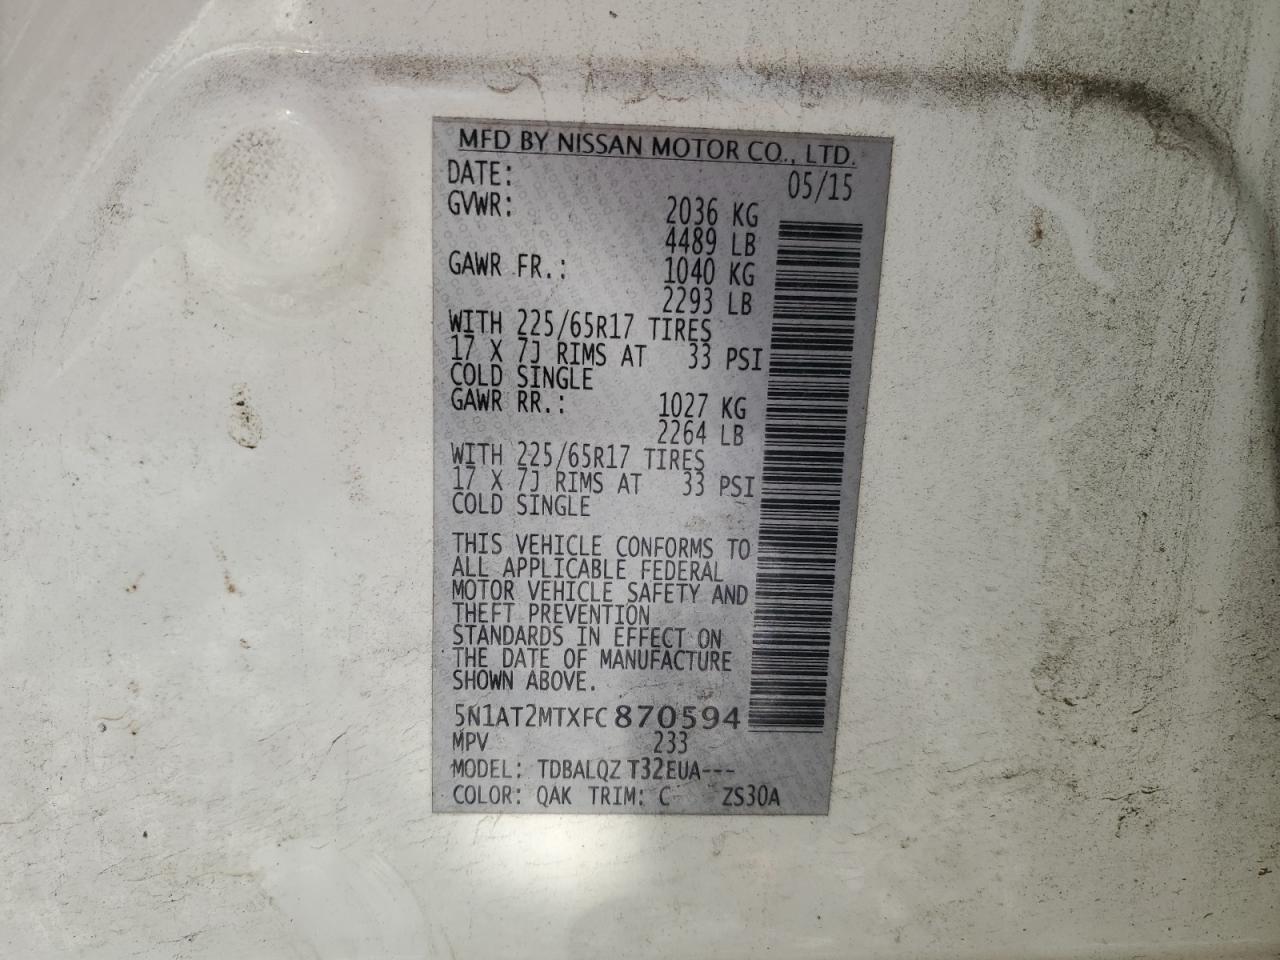 MFD BY NISSAN MOTOR CO., LTD.
DATE: 05/15
GVWR: 2036 KG
4489 LB
GAWR FR.: 1040 KG
2293 LB
WITH 225/65R17 TIRES
17 X 7J RIMS AT 33 PSI
COLD SINGLE
GAWR RR.: 1027 KG
2264 LB
WITH 225/65R17 TIRES
17 X 7J RIMS AT 33 PSI
COLD SINGLE
THIS VEHICLE CONFORMS TO
ALL APPLICABLE FEDERAL
MOTOR VEHICLE SAFETY AND
THEFT PREVENTION
STANDARDS IN EFFECT ON
THE DATE OF MANUFACTURE
SHOWN ABOVE.
5N1AT2MTXFC870594
MPV 233
MODEL: TDBALQZ T32EUA---
COLOR: QAK TRIM: C ZS30A